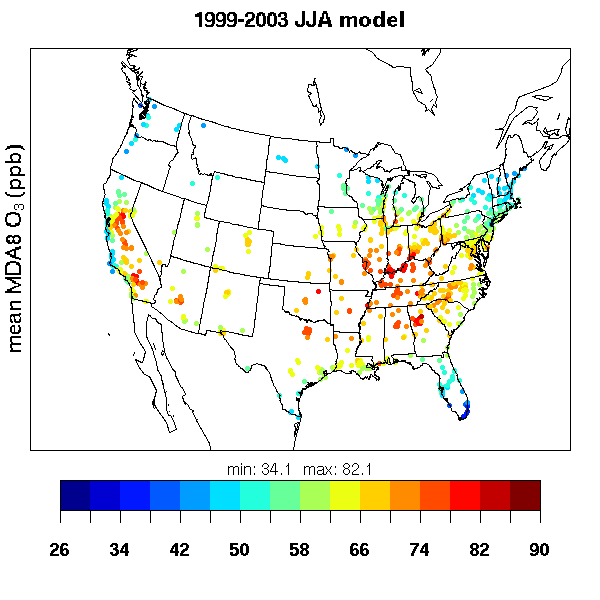 1999-2003 JJA model
mean MDA8 O₃ (ppb)
min: 34.1 max: 82.1
26 34 42 50 58 66 74 82 90